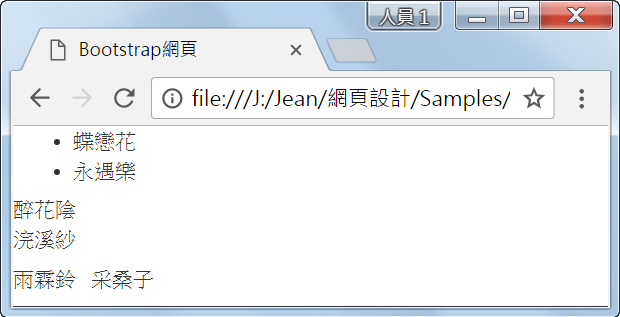 人員 1
Bootstrap網頁
file:///J:/Jean/網頁設計/Samples/
• 蝶戀花
• 永遇樂
醉花陰
浣溪紗
雨霖鈴 采桑子